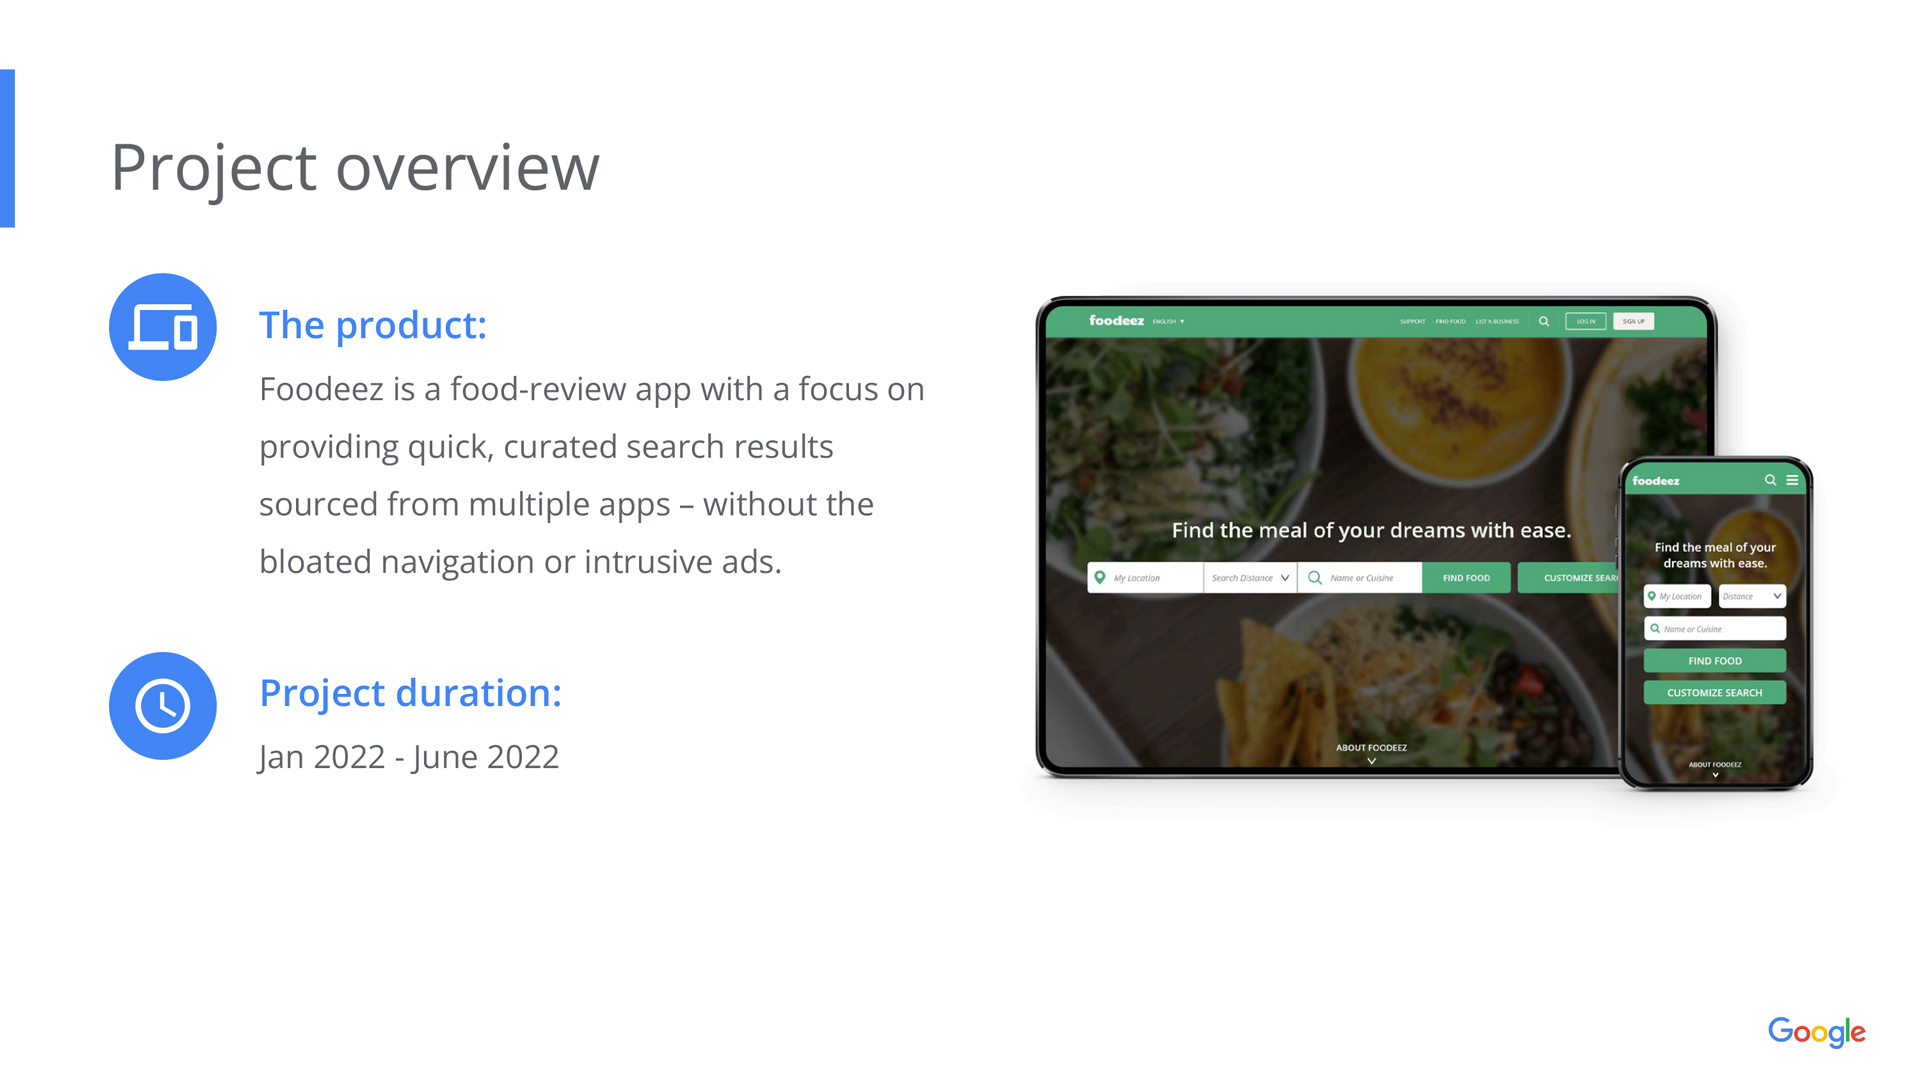 Project overview
The product:
Foodeez is a food-review app with a focus on
providing quick, curated search results
sourced from multiple apps – without the
bloated navigation or intrusive ads.
Project duration:
Jan 2022 - June 2022
foodeez ENGLISH SUPPORT FIND FOOD LIST A BUSINESS LOG IN SIGN UP
Find the meal of your dreams with ease.
My Location Search Distance Name or Cuisine FIND FOOD CUSTOMIZE SEAR
ABOUT FOODEEZ
foodeez
Find the meal of your
dreams with ease.
My Location Distance
Name or Cuisine
FIND FOOD
CUSTOMIZE SEARCH
ABOUT FOODEEZ
Google